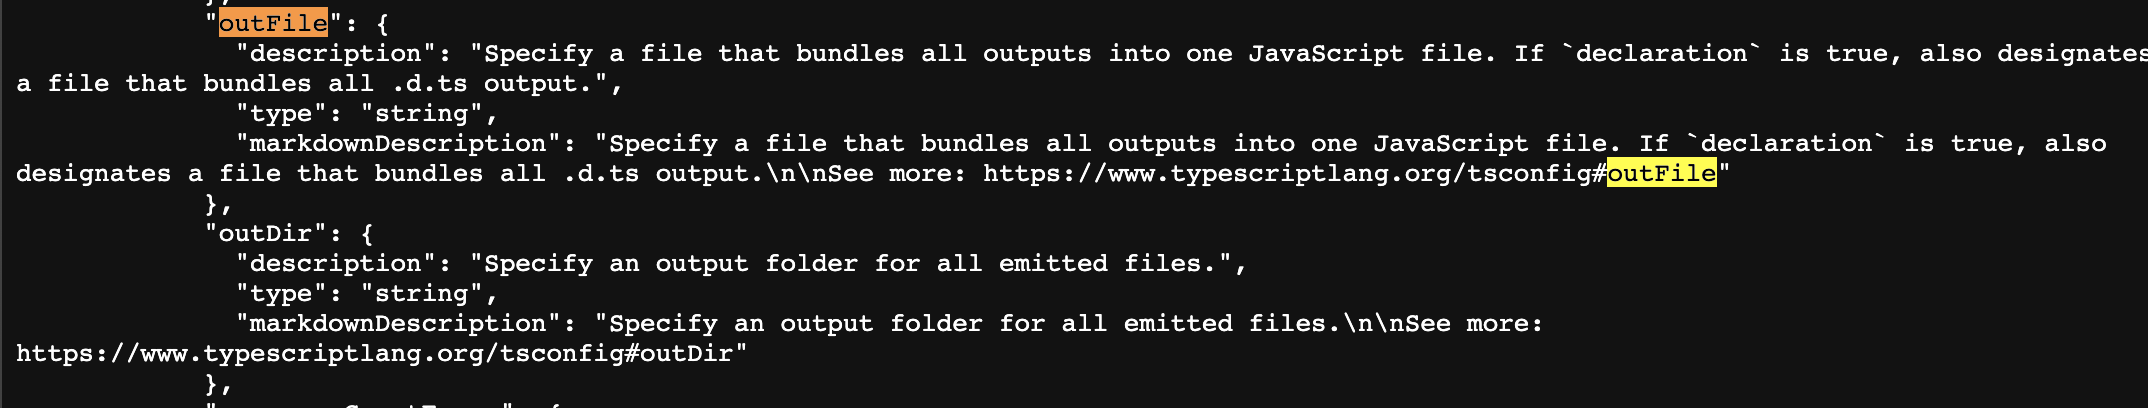 },
"outFile": {
"description": "Specify a file that bundles all outputs into one JavaScript file. If `declaration` is true, also designates
a file that bundles all .d.ts output.",
"type": "string",
"markdownDescription": "Specify a file that bundles all outputs into one JavaScript file. If `declaration` is true, also
designates a file that bundles all .d.ts output.\n\nSee more: https://www.typescriptlang.org/tsconfig#outFile"
},
"outDir": {
"description": "Specify an output folder for all emitted files.",
"type": "string",
"markdownDescription": "Specify an output folder for all emitted files.\n\nSee more:
https://www.typescriptlang.org/tsconfig#outDir"
},